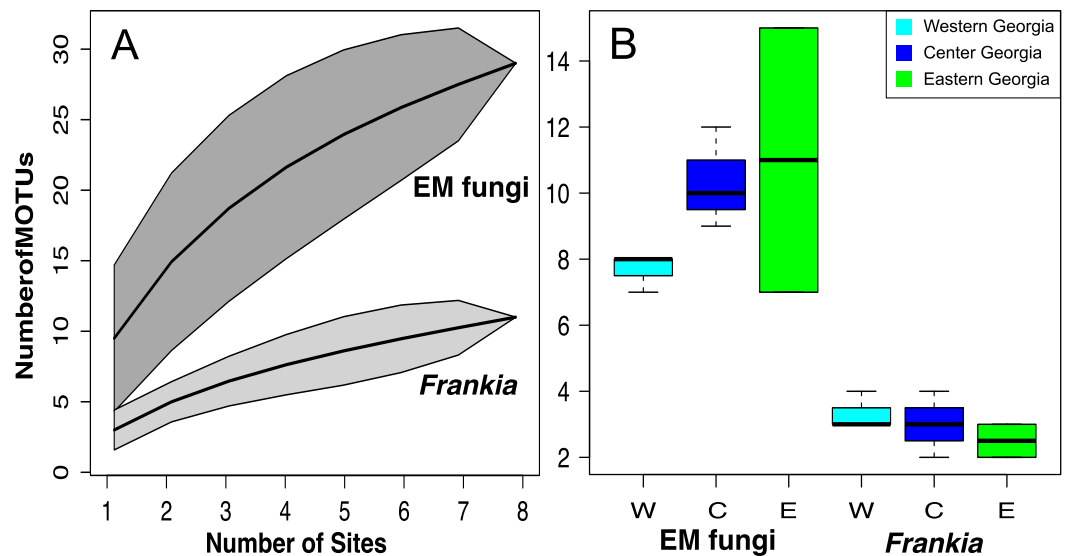 A
30
25
20
15
10
5
0
NumberofMOTUs
EM fungi
Frankia
1 2 3 4 5 6 7 8
Number of Sites
B
Western Georgia
Center Georgia
Eastern Georgia
14
12
10
8
6
4
2
W C E W C E
EM fungi Frankia